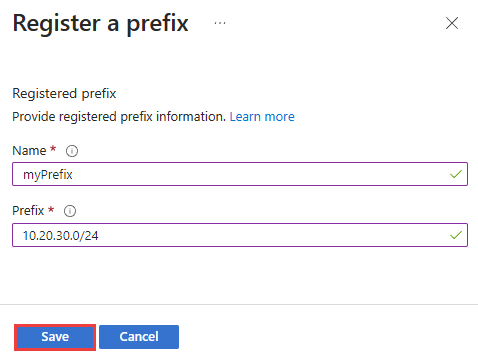 Register a prefix ...
Registered prefix
Provide registered prefix information. Learn more
Name *
myPrefix
Prefix *
10.20.30.0/24
Save Cancel